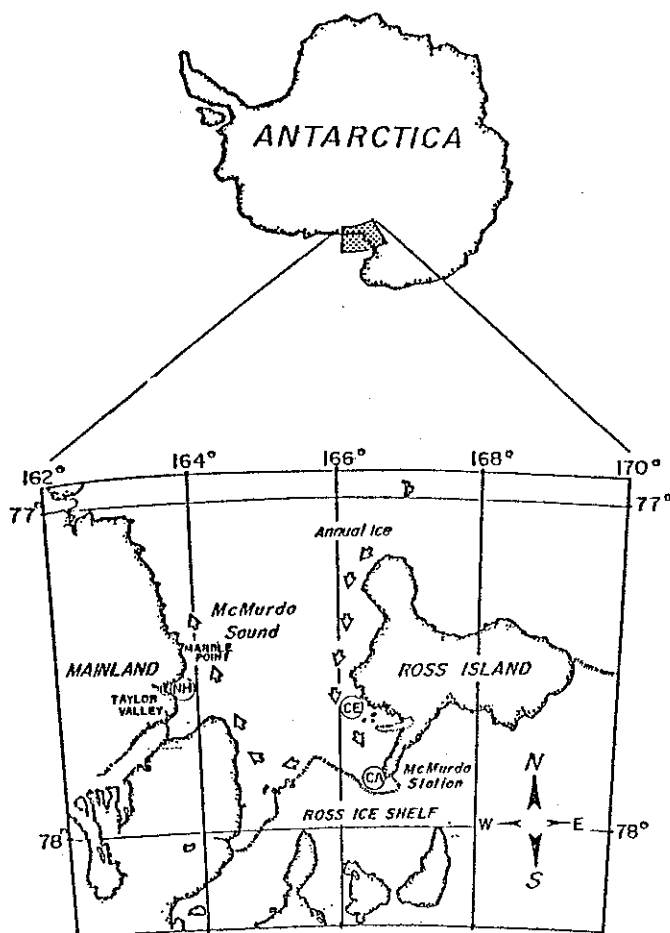 ANTARCTICA
162° 164° 166° 168° 170°
77° 77°
Annual Ice
McMurdo
Sound
MARBLE
POINT
MAINLAND
ROSS ISLAND
TAYLOR
VALLEY
CE
CA
McMurdo
Station
ROSS ICE SHELF
N
W E
S
78° 78°